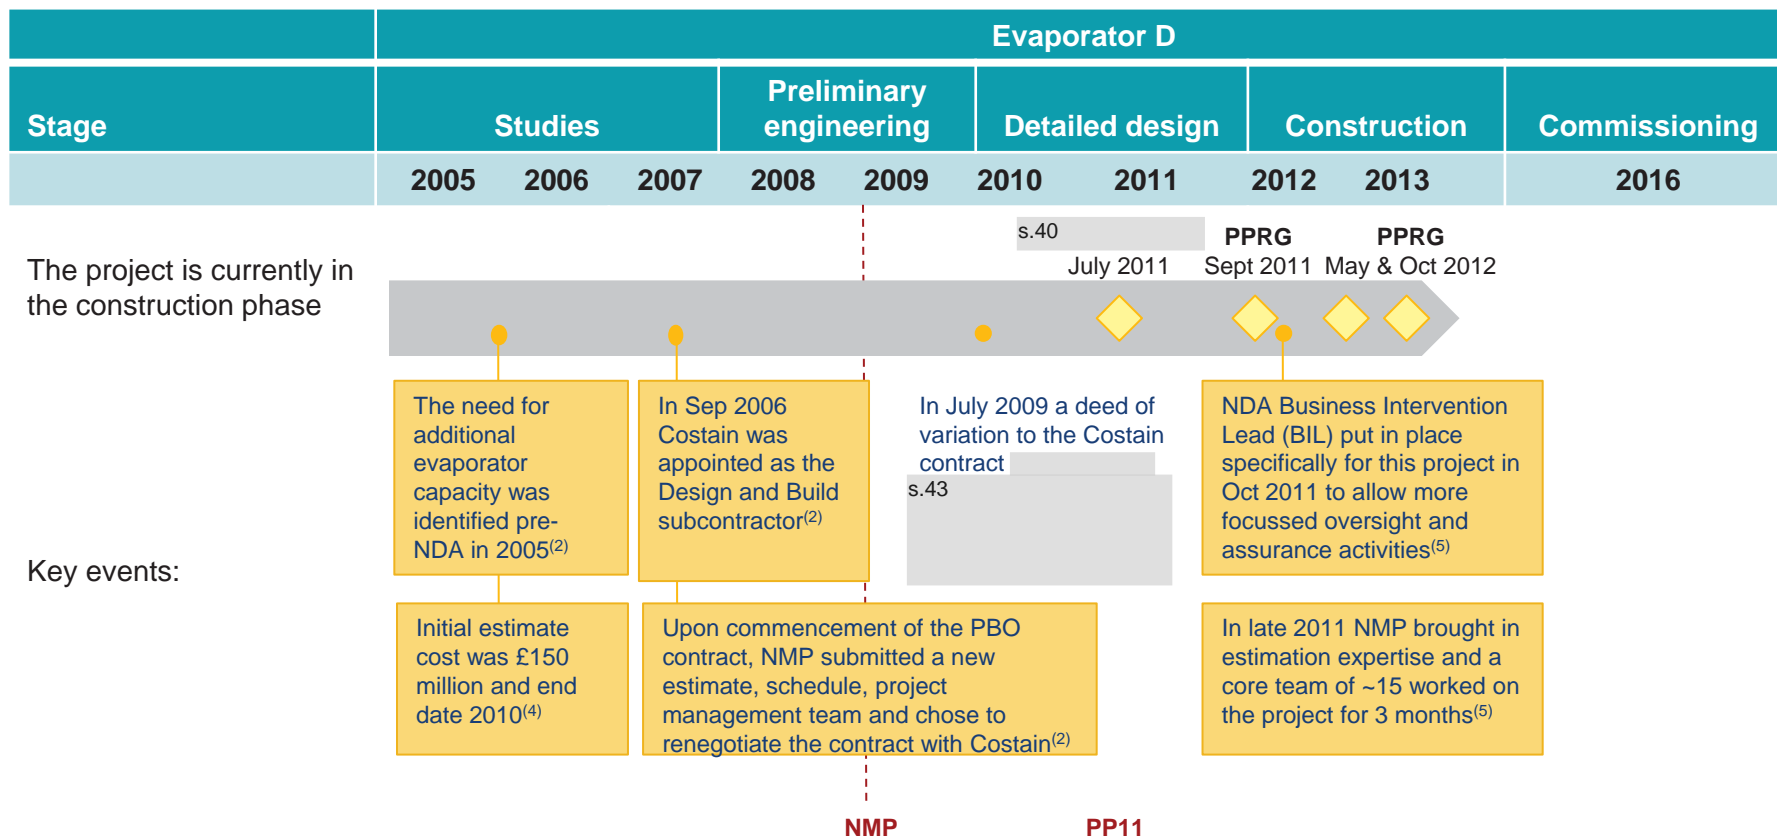 Evaporator D
Stage
Studies
Preliminary
engineering
Detailed design
Construction
Commissioning
2005
2006
2007
2008
2009
2010
2011
2012
2013
2016
The project is currently in
the construction phase
s.40
July 2011
PPRG
Sept 2011
PPRG
May & Oct 2012
Key events:
The need for
additional
evaporator
capacity was
identified pre-
NDA in 2005(2)
In Sep 2006
Costain was
appointed as the
Design and Build
subcontractor(2)
In July 2009 a deed of
variation to the Costain
contract
s.43
NDA Business Intervention
Lead (BIL) put in place
specifically for this project in
Oct 2011 to allow more
focussed oversight and
assurance activities(5)
Initial estimate
cost was £150
million and end
date 2010(4)
Upon commencement of the PBO
contract, NMP submitted a new
estimate, schedule, project
management team and chose to
renegotiate the contract with Costain(2)
In late 2011 NMP brought in
estimation expertise and a
core team of ~15 worked on
the project for 3 months(5)
NMP
PP11